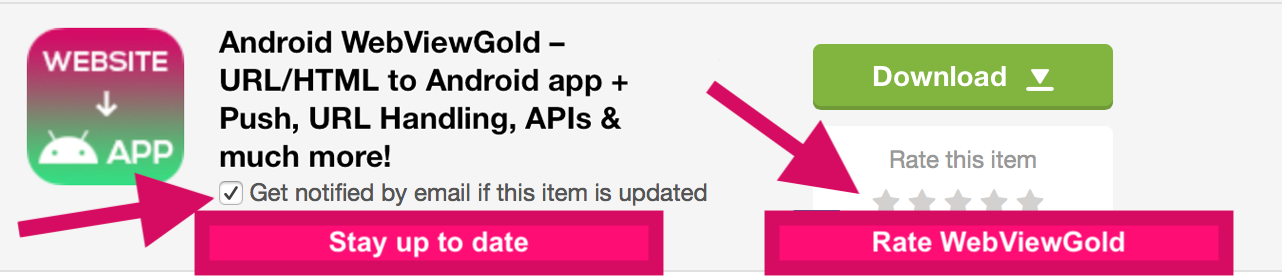 WEBSITE
APP
Android WebViewGold –
URL/HTML to Android app +
Push, URL Handling, APIs &
much more!
Get notified by email if this item is updated
Stay up to date
Download
Rate this item
Rate WebViewGold